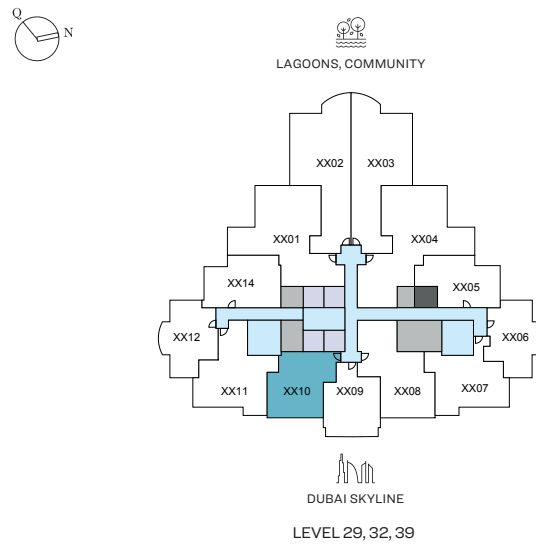 Q
N
LAGOONS, COMMUNITY
XX02
XX03
XX01
XX04
XX14
XX05
XX12
XX06
XX11
XX10
XX09
XX08
XX07
DUBAI SKYLINE
LEVEL 29, 32, 39